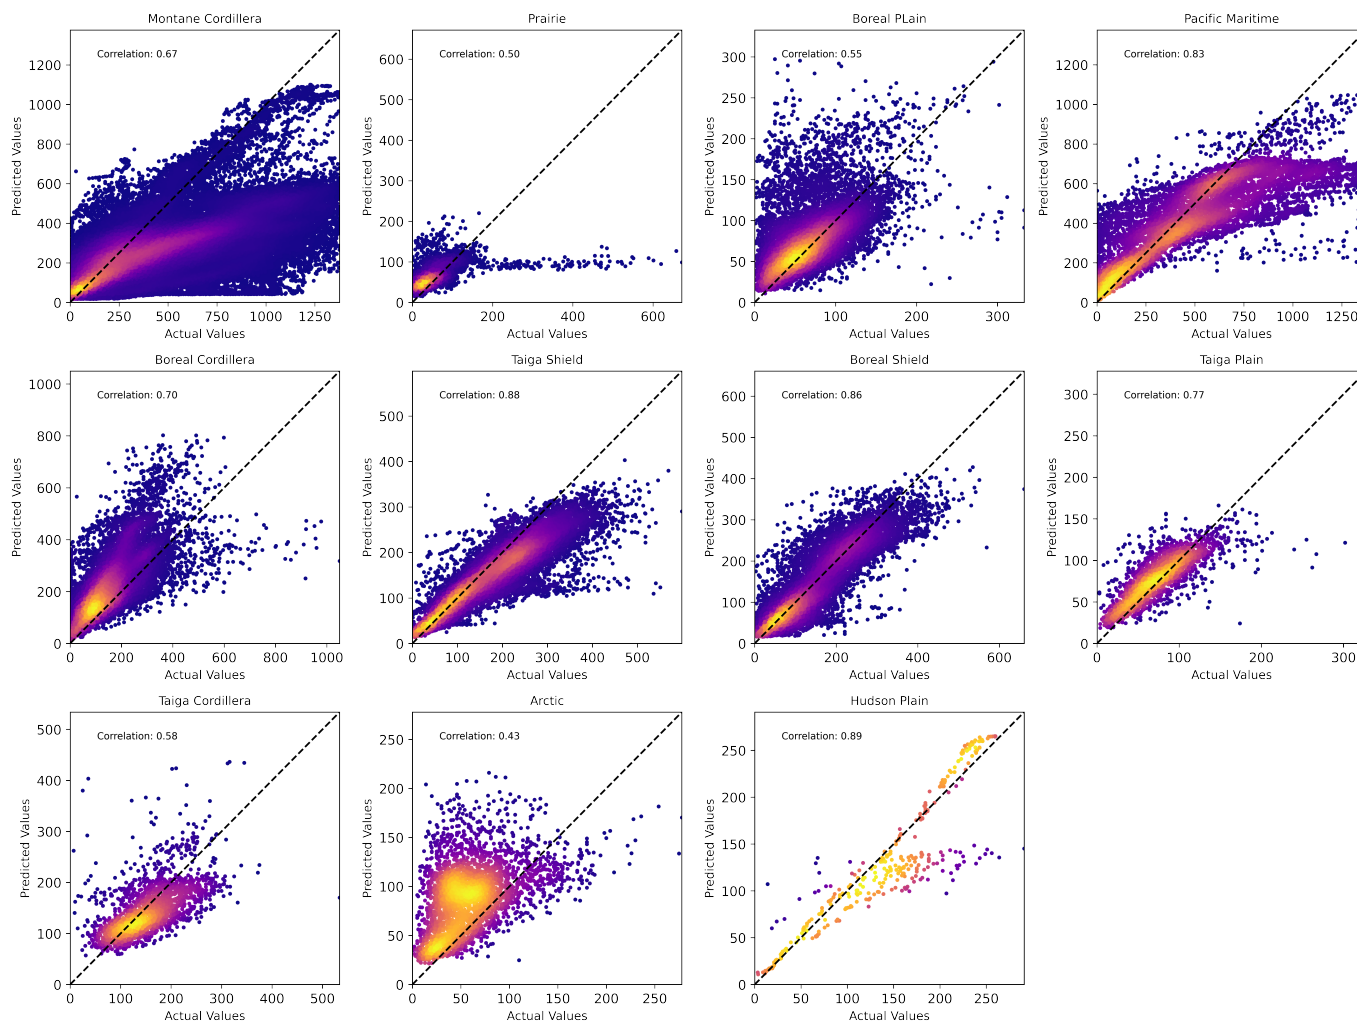 Montane Cordillera
Correlation: 0.67
Predicted Values
0
200
400
600
800
1000
1200
0 250 500 750 1000 1250
Actual Values
Prairie
Correlation: 0.50
Predicted Values
0
100
200
300
400
500
600
0 200 400 600
Actual Values
Boreal PLain
Correlation: 0.55
Predicted Values
0
50
100
150
200
250
300
0 100 200 300
Actual Values
Pacific Maritime
Correlation: 0.83
Predicted Values
0
200
400
600
800
1000
1200
0 250 500 750 1000 1250
Actual Values
Boreal Cordillera
Correlation: 0.70
Predicted Values
0
200
400
600
800
1000
0 200 400 600 800 1000
Actual Values
Taiga Shield
Correlation: 0.88
Predicted Values
0
100
200
300
400
500
0 100 200 300 400 500
Actual Values
Boreal Shield
Correlation: 0.86
Predicted Values
0
100
200
300
400
500
600
0 200 400 600
Actual Values
Taiga Plain
Correlation: 0.77
Predicted Values
0
50
100
150
200
250
300
0 100 200 300
Actual Values
Taiga Cordillera
Correlation: 0.58
Predicted Values
0
100
200
300
400
500
0 100 200 300 400 500
Actual Values
Arctic
Correlation: 0.43
Predicted Values
0
50
100
150
200
250
0 50 100 150 200 250
Actual Values
Hudson Plain
Correlation: 0.89
Predicted Values
0
50
100
150
200
250
0 50 100 150 200 250
Actual Values